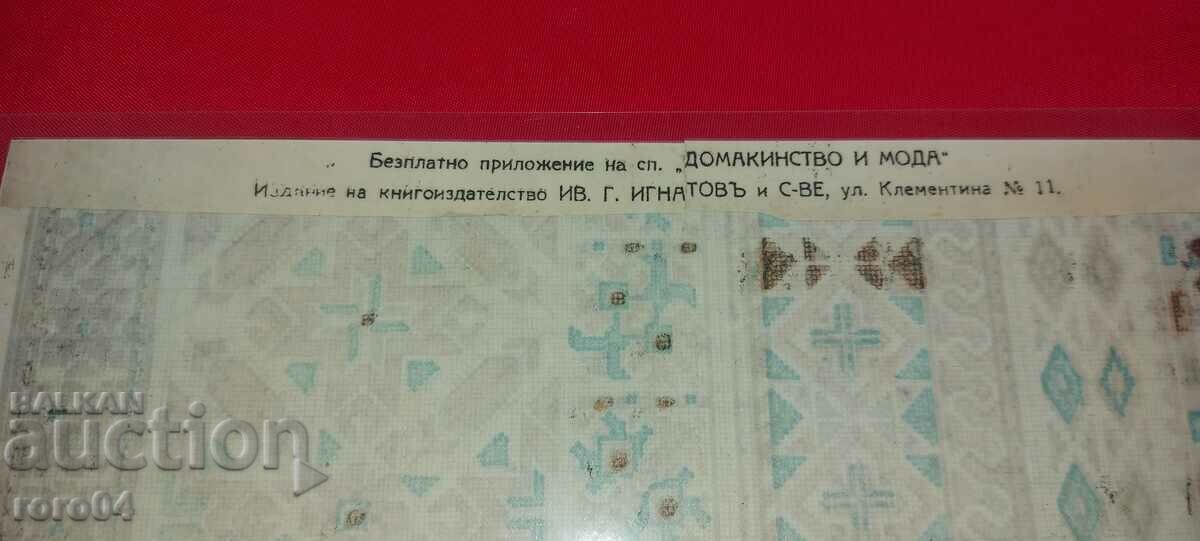 Безплатно приложение на сп. „ДОМАКИНСТВО И МОДА“
Издание на книгоиздателство ИВ. Г. ИГНАТОВЪ и С-ВЕ, ул. Клементина № 11.
BALKAN
auction
roro04